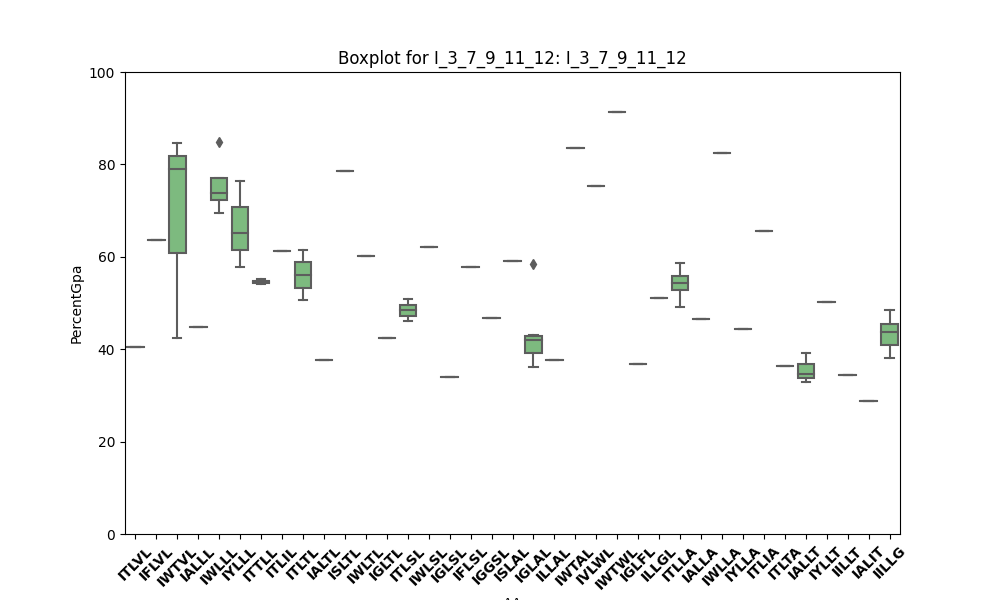 Boxplot for I_3_7_9_11_12: I_3_7_9_11_12
PercentGpa
100
80
60
40
20
0
ITLVL
IFLVL
IWTVL
IALLL
IWLLL
IYLLL
ITTLL
ITLIL
ITLTL
IALTL
ISLTL
IWLTL
IGLTL
ITLSL
IWLSL
IGLSL
IFLSL
IGGSL
ISLAL
IGLAL
ILLAL
IWTAL
IVLWL
IWTWL
IGLFL
ILLGL
ITLLA
IALLA
IWLLA
IYLLA
ITLIA
ITLTA
IALLT
IYLLT
IILLT
IALIT
IILLG